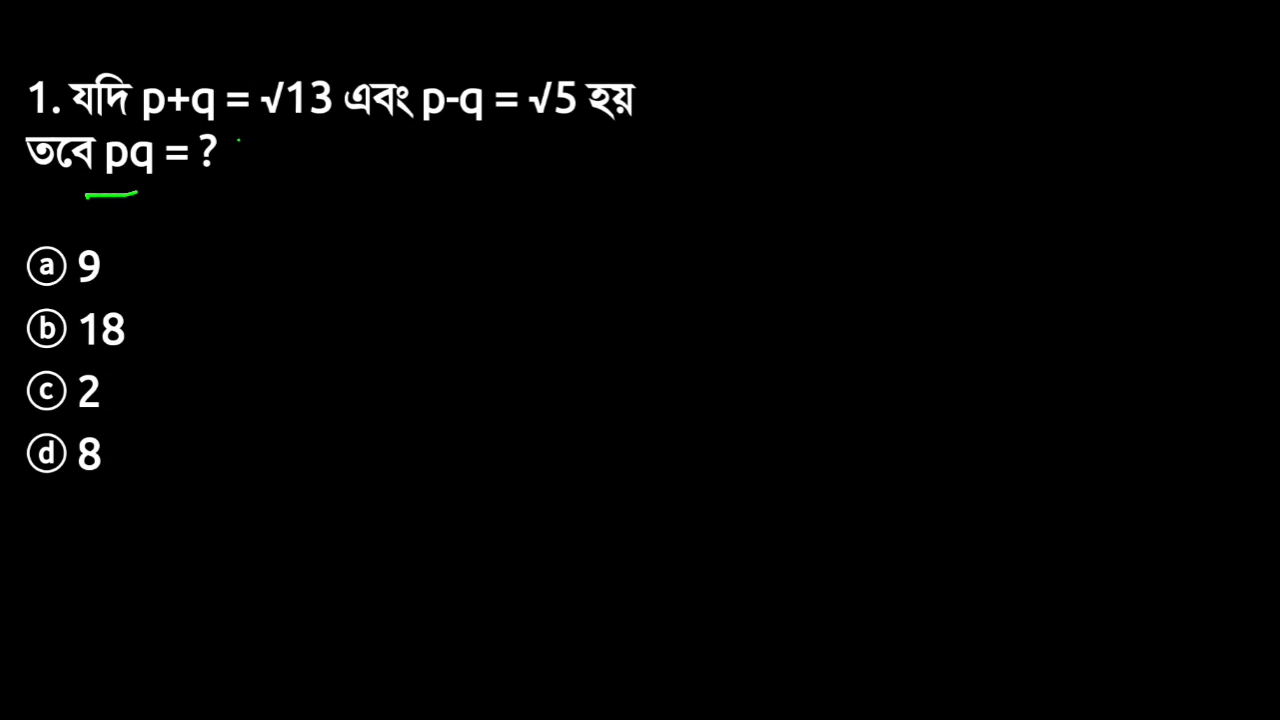 1. যদি p+q = √13 এবং p-q = √5 হয়
তবে pq = ?
ⓐ 9
ⓑ 18
ⓒ 2
ⓓ 8